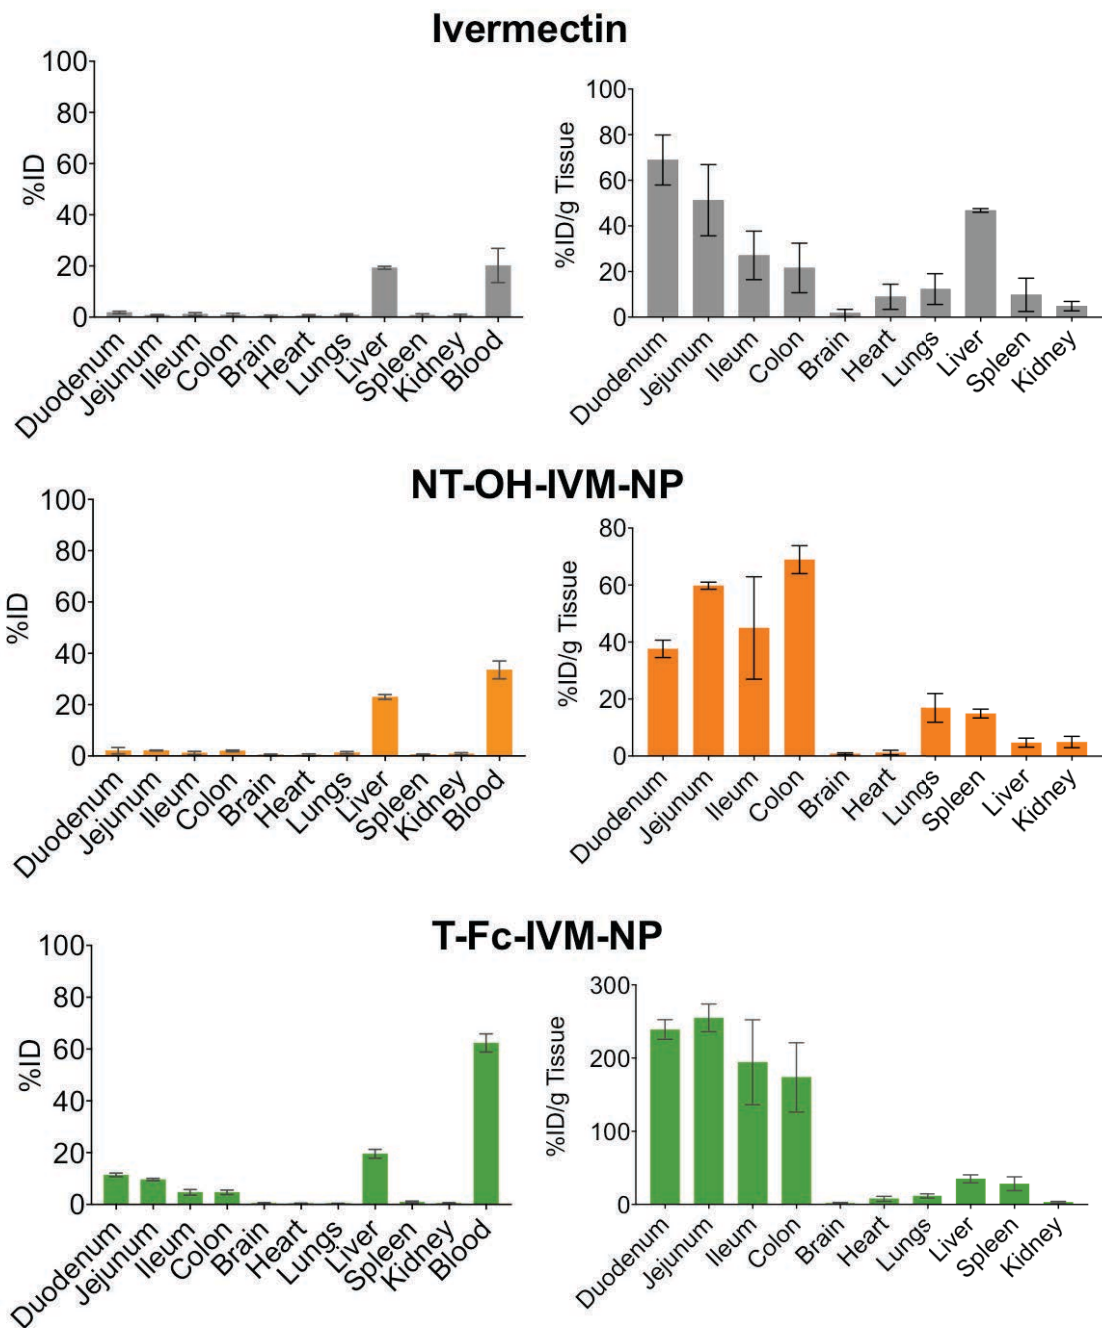 Ivermectin
%ID
100
80
60
40
20
0
Duodenum
Jejunum
Ileum
Colon
Brain
Heart
Lungs
Liver
Spleen
Kidney
Blood
%ID/g Tissue
100
80
60
40
20
0
Duodenum
Jejunum
Ileum
Colon
Brain
Heart
Lungs
Liver
Spleen
Kidney
NT-OH-IVM-NP
%ID
100
80
60
40
20
0
Duodenum
Jejunum
Ileum
Colon
Brain
Heart
Lungs
Liver
Spleen
Kidney
Blood
%ID/g Tissue
80
60
40
20
0
Duodenum
Jejunum
Ileum
Colon
Brain
Heart
Lungs
Spleen
Liver
Kidney
T-Fc-IVM-NP
%ID
100
80
60
40
20
0
Duodenum
Jejunum
Ileum
Colon
Brain
Heart
Lungs
Liver
Spleen
Kidney
Blood
%ID/g Tissue
300
200
100
0
Duodenum
Jejunum
Ileum
Colon
Brain
Heart
Lungs
Liver
Spleen
Kidney